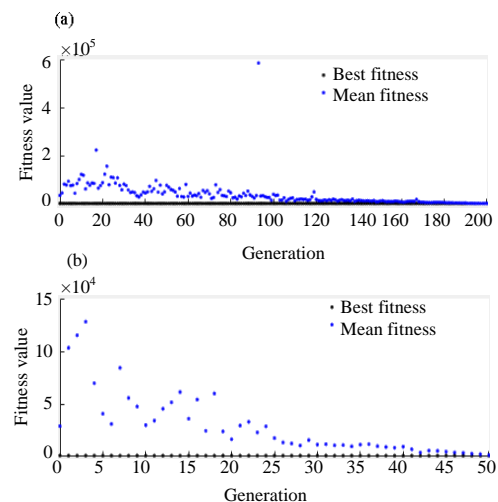 (a)
×10^5
6
4
2
0
Fitness value
Best fitness
Mean fitness
0 20 40 60 80 100 120 140 160 180 200
Generation
(b)
×10^4
15
10
5
0
Fitness value
Best fitness
Mean fitness
0 5 10 15 20 25 30 35 40 45 50
Generation